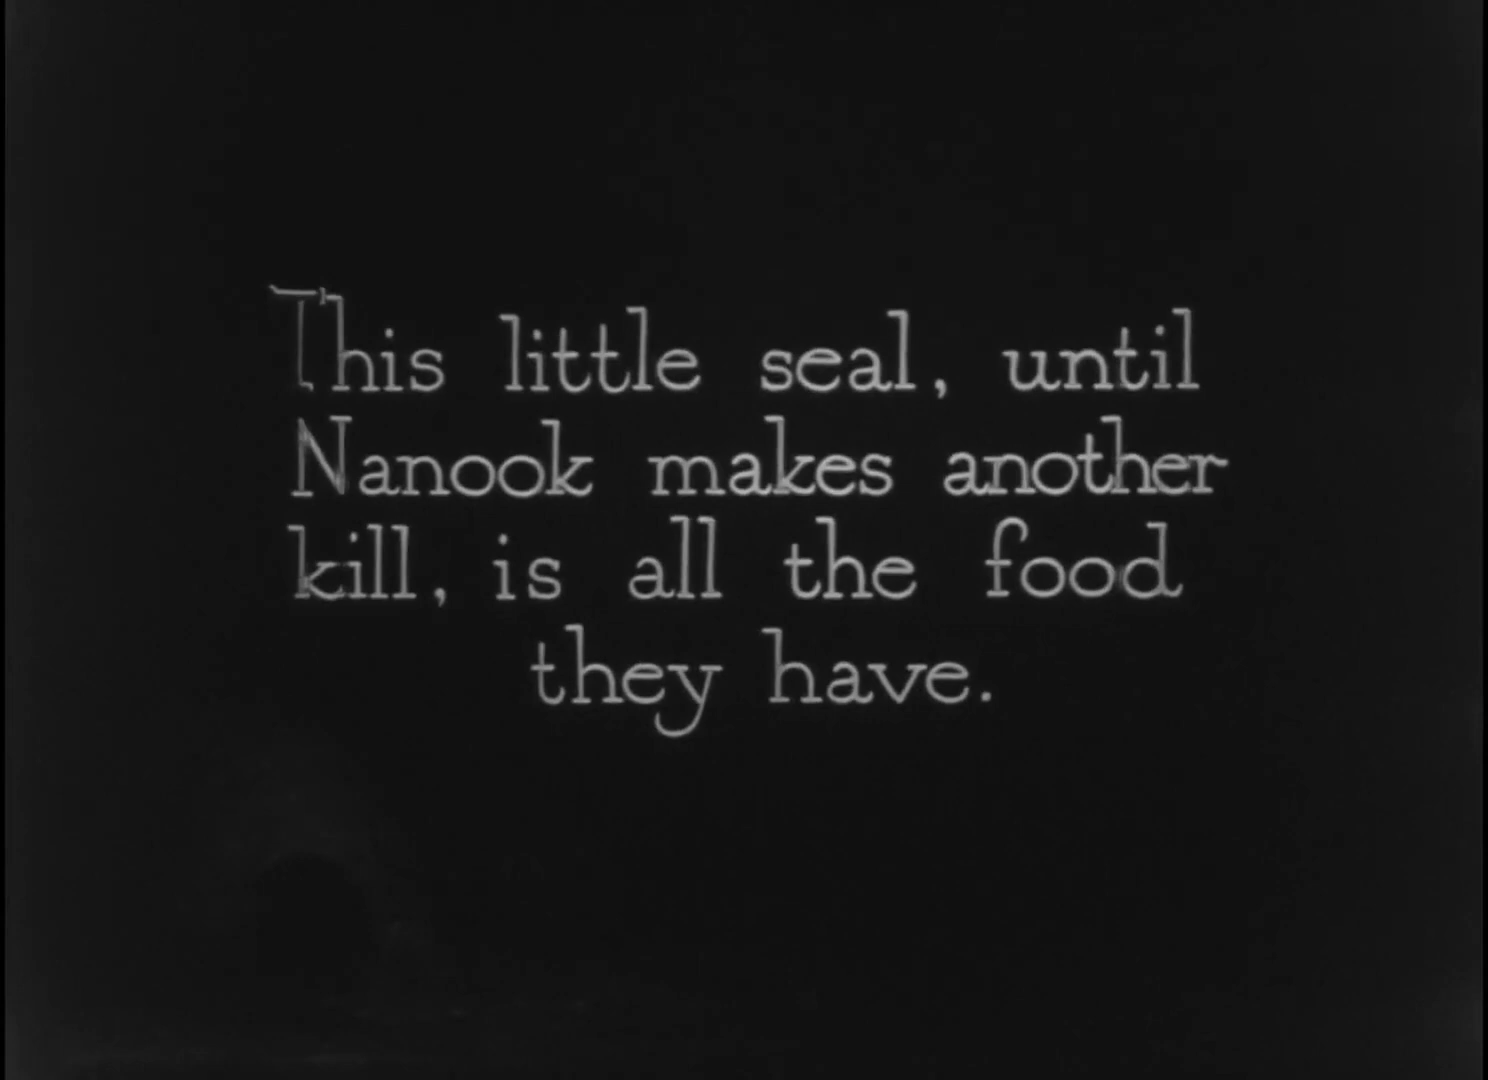 This little seal, until
Nanook makes another
kill, is all the food
they have.